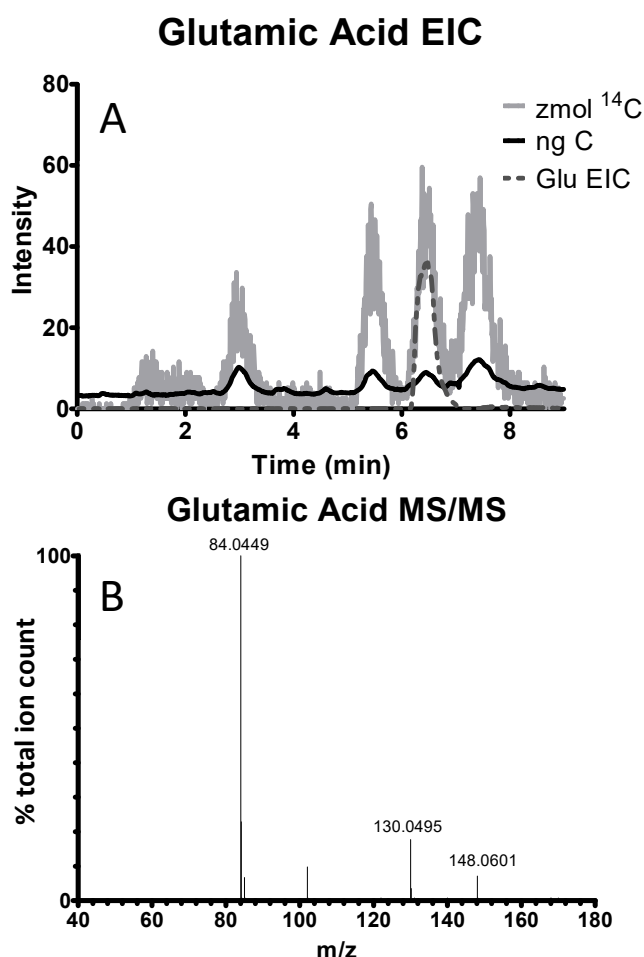 Glutamic Acid EIC
A
zmol ¹⁴C
ng C
Glu EIC
80
60
40
20
0
Intensity
0 2 4 6 8
Time (min)
Glutamic Acid MS/MS
B
84.0449
130.0495
148.0601
100
0
% total ion count
40 60 80 100 120 140 160 180
m/z